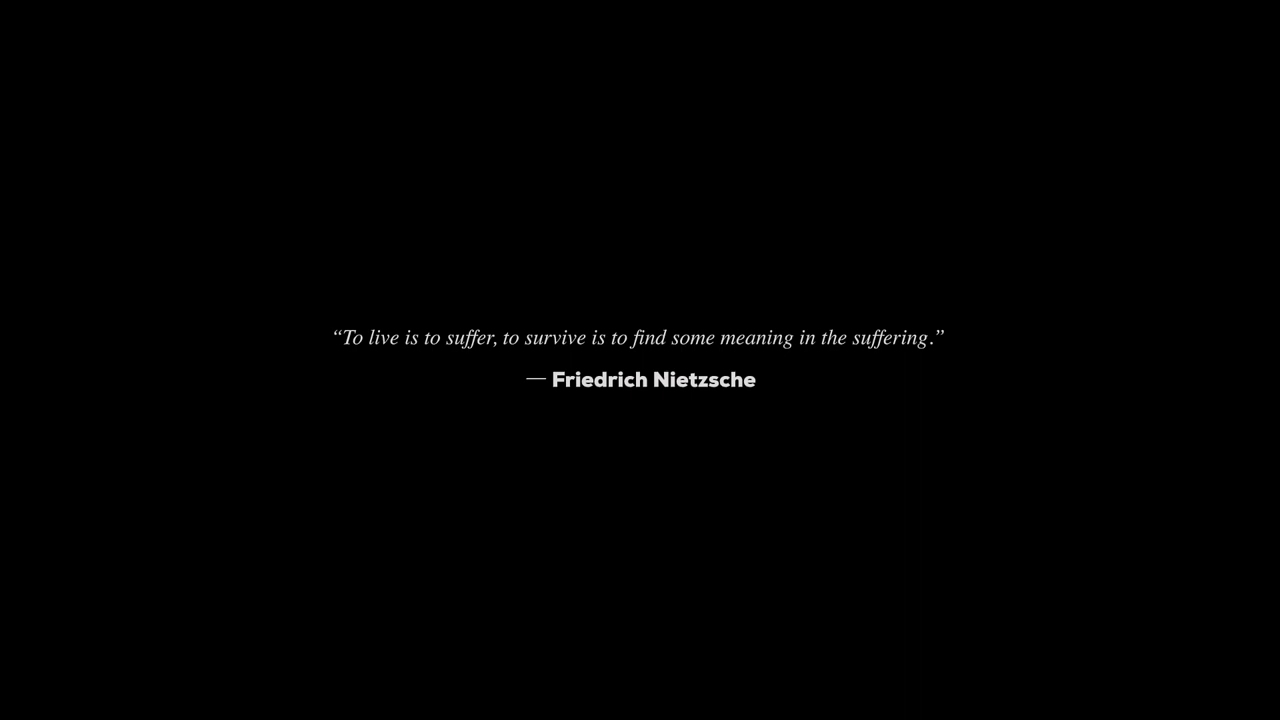 “To live is to suffer, to survive is to find some meaning in the suffering.”
— Friedrich Nietzsche